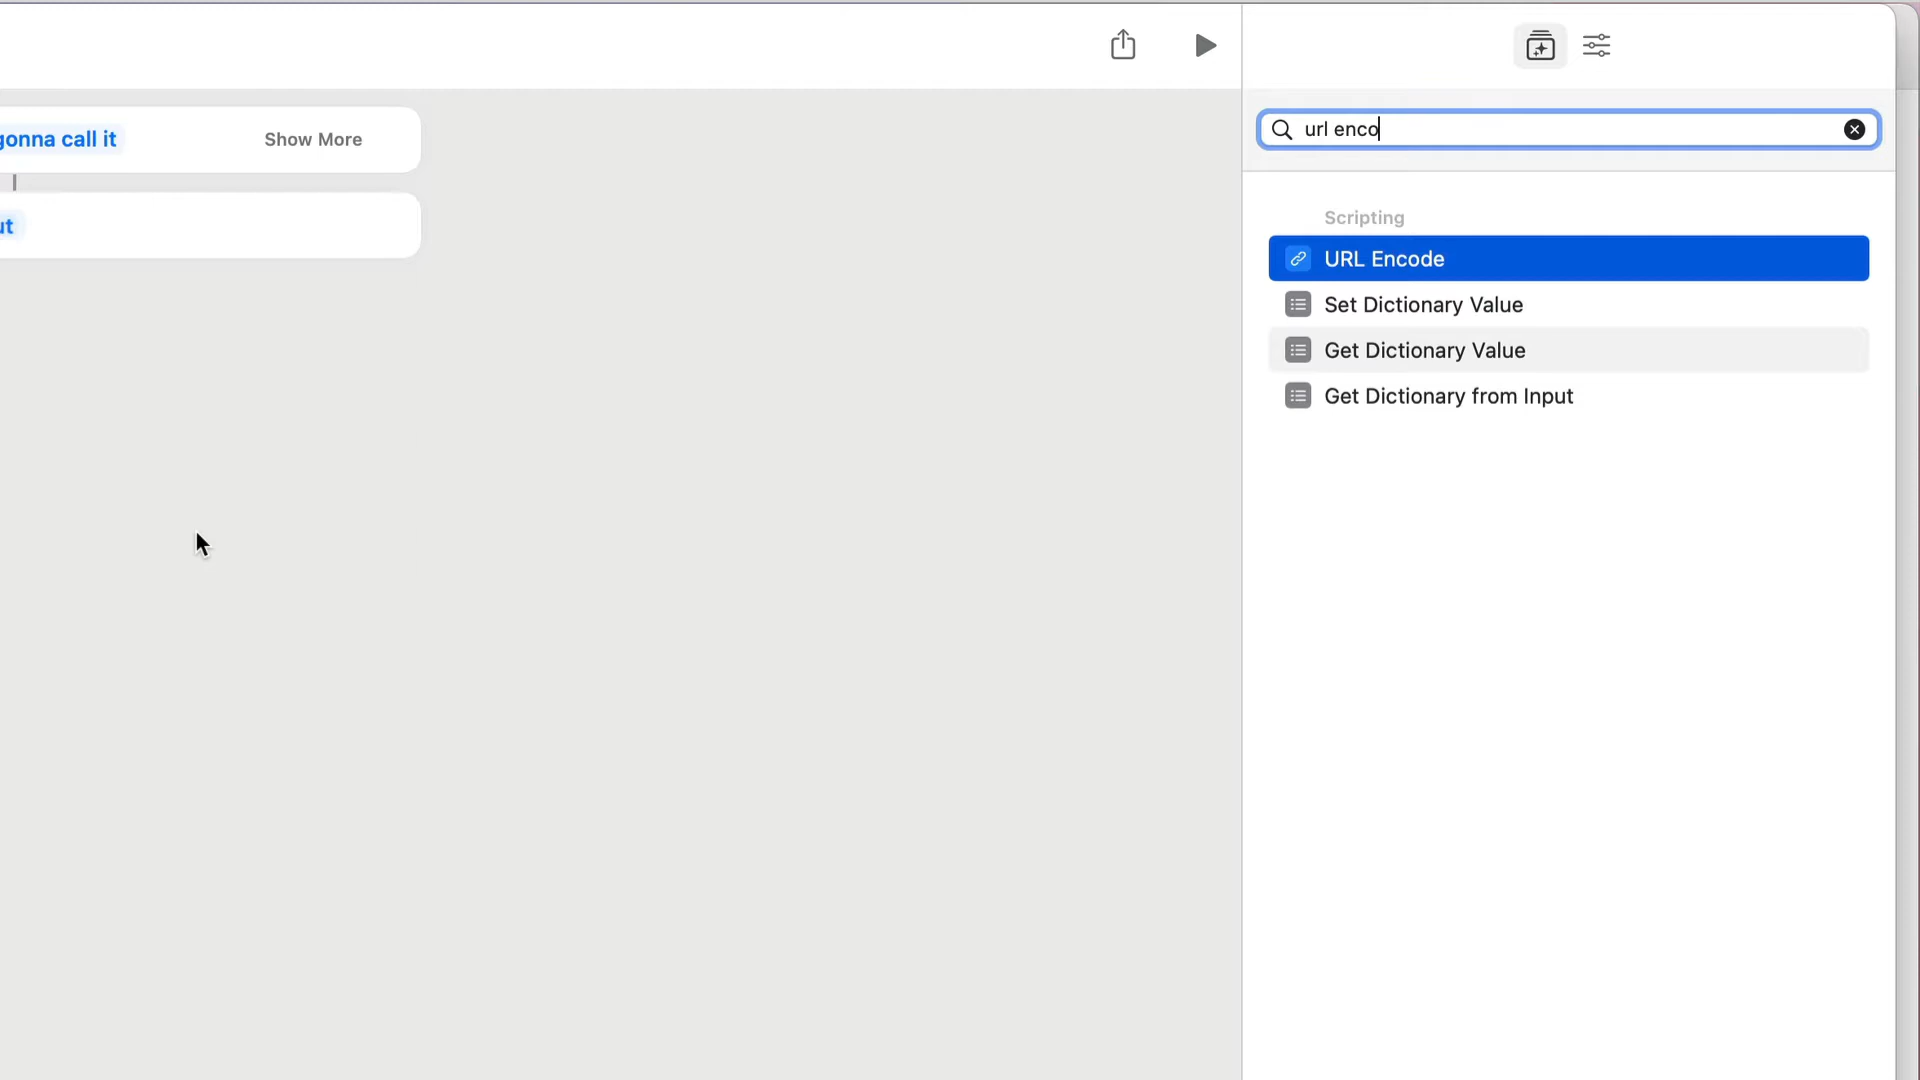 gonna call it
Show More
ut
url enco
Scripting
URL Encode
Set Dictionary Value
Get Dictionary Value
Get Dictionary from Input